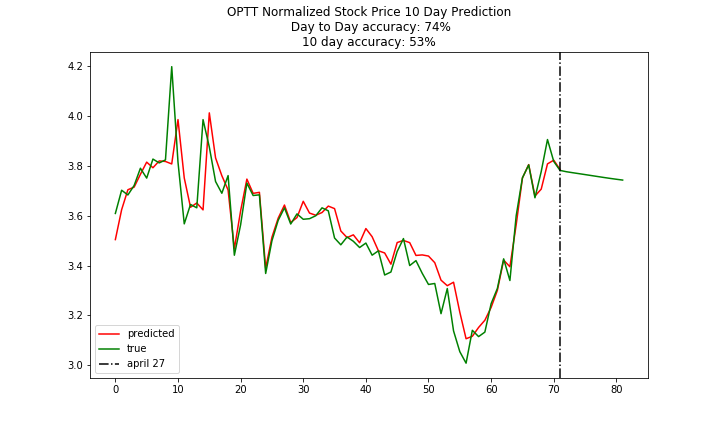 OPTT Normalized Stock Price 10 Day Prediction
Day to Day accuracy: 74%
10 day accuracy: 53%
4.2
4.0
3.8
3.6
3.4
3.2
3.0
predicted
true
april 27
0 10 20 30 40 50 60 70 80